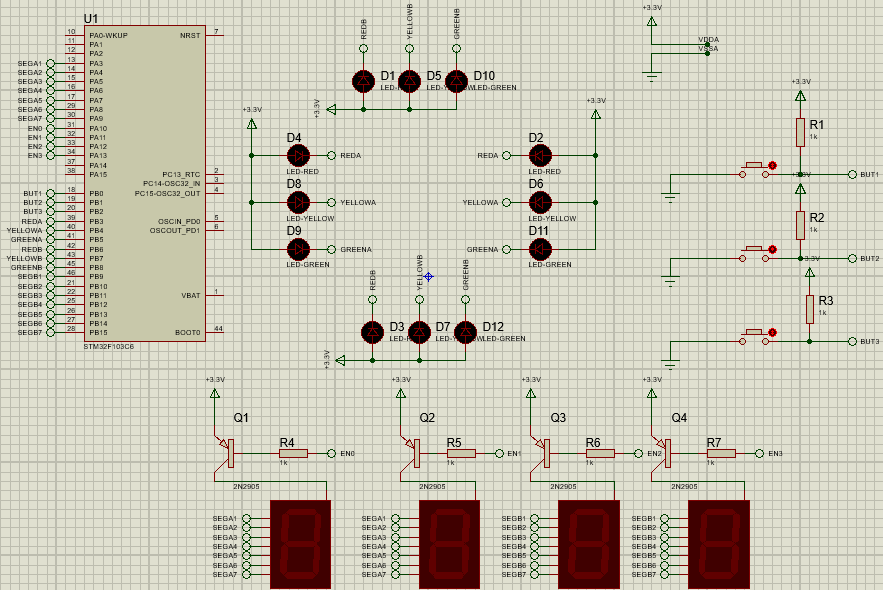 U1
10 PA0-WKUP NRST 7
11 PA1
12 PA2
SEGA1 13 PA3
SEGA2 14 PA4
SEGA3 15 PA5
SEGA4 16 PA6
SEGA5 17 PA7
SEGA6 29 PA8
SEGA7 30 PA9
EN0 31 PA10
EN1 32 PA11
EN2 33 PA12
EN3 34 PA13
37 PA14
38 PA15 PC13_RTC 2
PC14-OSC32_IN 3
BUT1 18 PB0 PC15-OSC32_OUT 4
BUT2 19 PB1
BUT3 20 PB2
REDA 39 PB3 OSCIN_PD0 5
YELLOWA 40 PB4 OSCOUT_PD1 6
GREENA 41 PB5
REDB 42 PB6
YELLOWB 43 PB7
GREENB 45 PB8
SEGB1 46 PB9
SEGB2 21 PB10
SEGB3 22 PB11 VBAT 1
SEGB4 25 PB12
SEGB5 26 PB13
SEGB6 27 PB14
SEGB7 28 PB15 BOOT0 44
STM32F103C6
REDB YELLOWB GREENB
D1 D5 D10
LED-GREEN
+3.3V
+3.3V
D4
REDA
LED-RED
D8
YELLOWA
LED-YELLOW
D9
GREENA
LED-GREEN
+3.3V
D2
REDA
LED-RED
D6
YELLOWA
LED-YELLOW
D11
GREENA
LED-GREEN
REDB YELLOWB GREENB
D3 D7 D12
LED-GREEN
+3.3V
+3.3V
VDDA
VSSA
+3.3V
R1
1k
BUT1
+3.3V
R2
1k
BUT2
+3.3V
R3
1k
BUT3
+3.3V +3.3V +3.3V +3.3V
Q1 Q2 Q3 Q4
R4 EN0 R5 EN1 R6 EN2 R7 EN3
1k 1k 1k 1k
2N2905 2N2905 2N2905 2N2905
SEGA1 SEGA1 SEGB1 SEGB1
SEGA2 SEGA2 SEGB2 SEGB2
SEGA3 SEGA3 SEGB3 SEGB3
SEGA4 SEGA4 SEGB4 SEGB4
SEGA5 SEGA5 SEGB5 SEGB5
SEGA6 SEGA6 SEGB6 SEGB6
SEGA7 SEGA7 SEGB7 SEGB7